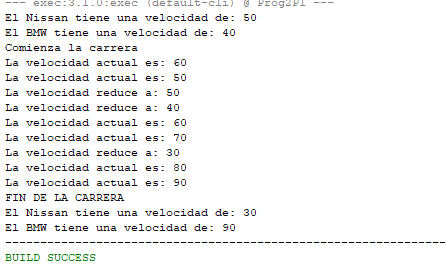 --- exec:3.1.0:exec (default-cli) @ Prog2P1 ---
El Nissan tiene una velocidad de: 50
El BMW tiene una velocidad de: 40
Comienza la carrera
La velocidad actual es: 60
La velocidad actual es: 50
La velocidad reduce a: 50
La velocidad reduce a: 40
La velocidad actual es: 60
La velocidad actual es: 70
La velocidad reduce a: 30
La velocidad actual es: 80
La velocidad actual es: 90
FIN DE LA CARRERA
El Nissan tiene una velocidad de: 30
El BMW tiene una velocidad de: 90
------------------------------------------------------------------------
BUILD SUCCESS